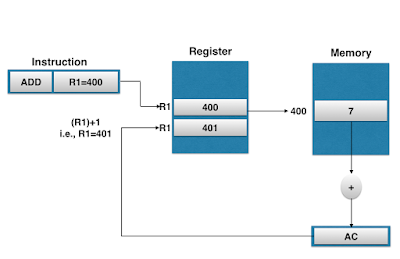 Instruction
ADD R1=400
(R1)+1
i.e., R1=401
Register
R1 400
R1 401
Memory
400 7
+
AC